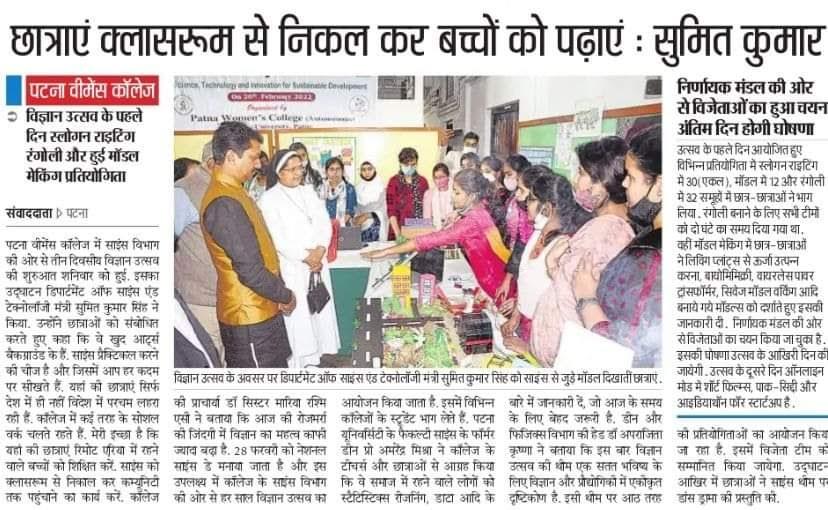 छात्राएं क्लासरूम से निकल कर बच्चों को पढ़ाएं : सुमित कुमार
पटना वीमेंस कॉलेज
विज्ञान उत्सव के पहले
दिन स्लोगन राइटिंग
रंगोली और हुई मॉडल
मेकिंग प्रतियोगिता
संवाददाता पटना
पटना वीमेंस कॉलेज में साइंस विभाग
की ओर से तीन दिवसीय विज्ञान उत्सव
की शुरुआत शनिवार को हुई. इसका
उद्घाटन डिपार्टमेंट ऑफ साइंस एंड
टेक्नोलॉजी मंत्री सुमित कुमार सिंह ने
किया. उन्होंने छात्राओं को संबोधित
करते हुए कहा कि वे खुद आर्ट्स
बैकग्राउंड के हैं. साइंस प्रैक्टिकल करने
की चीज है और जिसमें आप हर कदम
पर सीखते हैं. यहां की छात्राएं सिर्फ
देश में ही नहीं विदेश में परचम लहरा
रही हैं. कॉलेज में कई तरह के सोशल
वर्क चलते रहते हैं. मेरी इच्छा है कि
यहां की छात्राएं रिमोट एरिया में रहने
वाले बच्चों को शिक्षित करें. साइंस को
क्लासरूम से निकाल कर कम्युनिटी
तक पहुंचाने का कार्य करें. कॉलेज
Science, Technology and Innovation for Sustainable Development
On 26th February 2022
Organized by
Patna Women's College (Autonomous)
University, Patna
विज्ञान उत्सव के अवसर पर डिपार्टमेंट ऑफ साइंस एंड टेक्नोलॉजी मंत्री सुमित कुमार सिंह को साइंस से जुड़े मॉडल दिखातीं छात्राएं .
की प्राचार्या डॉ सिस्टर मारिया रश्मि
एसी ने बताया कि आज की रोजमर्रा
की जिंदगी में विज्ञान का महत्व काफी
ज्यादा बढ़ा है. 28 फरवरी को नेशनल
साइंस डे मनाया जाता है और इस
उपलक्ष्य में कॉलेज के साइंस विभाग
की ओर से हर साल विज्ञान उत्सव का
आयोजन किया जाता है. इसमें विभिन्न
कॉलेजों के स्टूडेंट भाग लेते हैं. पटना
यूनिवर्सिटी के फैकल्टी साइंस के फॉर्मर
डीन प्रो अमरेंद्र मिश्रा ने कॉलेज के
टीचर्स और छात्राओं से आग्रह किया
कि वे समाज में रहने वाले लोगों को
स्टैटिस्टिक्स रीजनिंग, डाटा आदि के
बारे में जानकारी दें, जो आज के समय
के लिए बेहद जरूरी है. डीन और
फिजिक्स विभाग की हेड डॉ अपराजिता
कृष्णा ने बताया कि इस बार विज्ञान
उत्सव की थीम एक सतत भविष्य के
लिए विज्ञान और प्रौद्योगिकी में एकीकृत
दृष्टिकोण है. इसी थीम पर आठ तरह
निर्णायक मंडल की ओर
से विजेताओं का हुआ चयन
अंतिम दिन होगी घोषणा
उत्सव के पहले दिन आयोजित हुए
विभिन्न प्रतियोगिता में स्लोगन राइटिंग
में 30 (एकल), मॉडल में 12 और रंगोली
में 32 समूहों में छात्र-छात्राओं ने भाग
लिया . रंगोली बनाने के लिए सभी टीमों
को दो घंटे का समय दिया गया था.
वहीं मॉडल मेकिंग में छात्र-छात्राओं
ने लिविंग प्लांट्स से ऊर्जा उत्पन्न
करना, बायोमिमिक्री, वायरलेस पावर
ट्रांसफॉर्मर, सिवेज मॉडल वर्किंग आदि
बनाये गये मॉडल्स को दर्शाते हुए इसकी
जानकारी दी . निर्णायक मंडल की ओर
से विजेताओं का चयन किया जा चुका है.
इसकी घोषणा उत्सव के आखिरी दिन की
जायेगी . उत्सव के दूसरे दिन ऑनलाइन
मोड में शॉर्ट फिल्म्स, पाक-सिद्दी और
आइडियाथॉन फॉर स्टार्टअप है .
की प्रतियोगिताओं का आयोजन किया
जा रहा है. इसमें विजेता टीम को
सम्मानित किया जायेगा. उद्घाटन
आखिर में छात्राओं ने साइंस थीम पर
डांस ड्रामा की प्रस्तुति की.